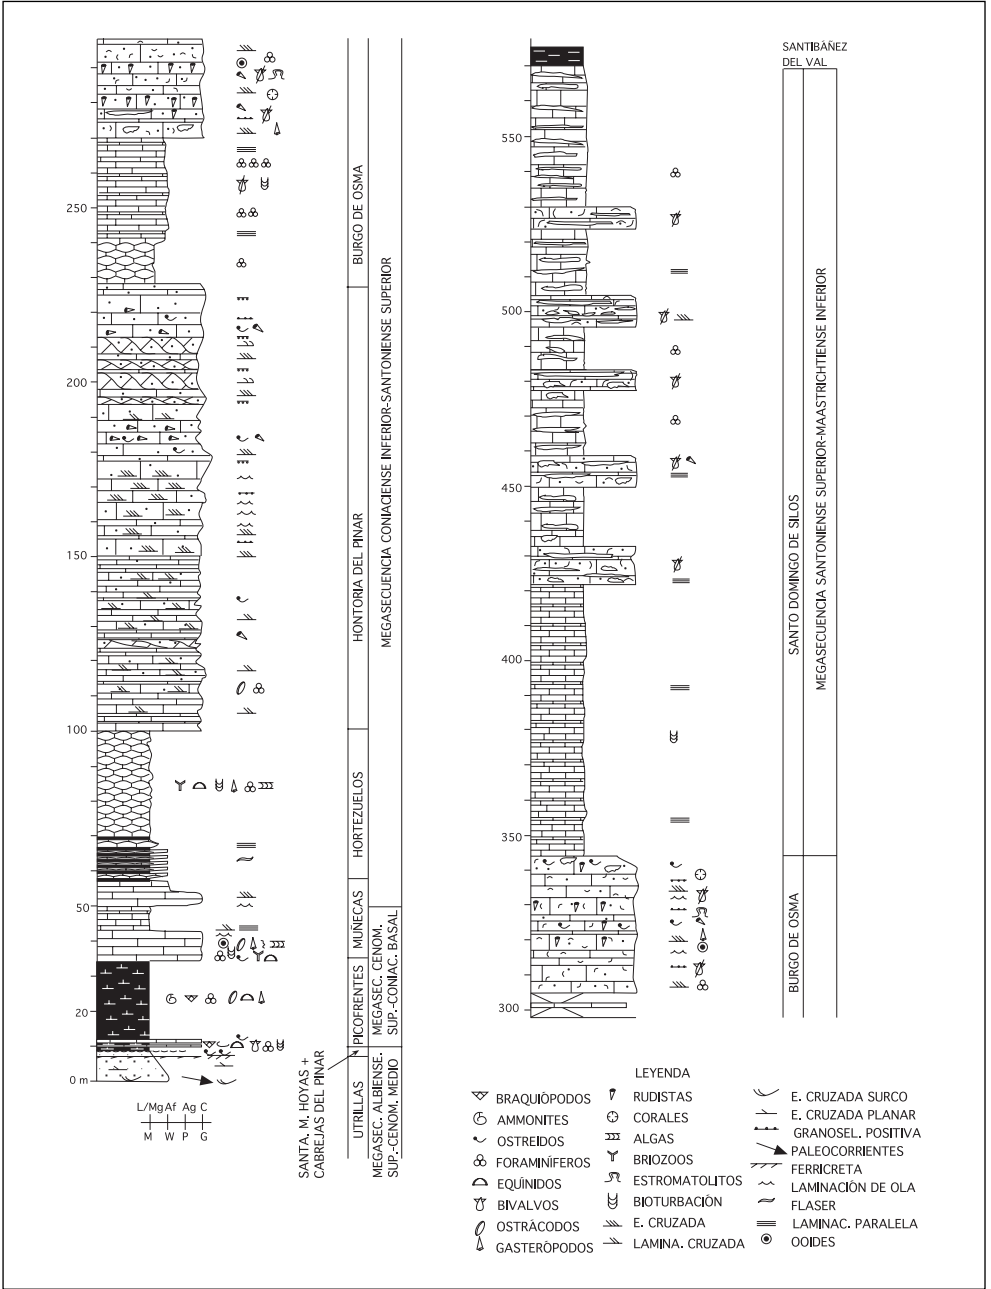 250
200
150
100
50
20
0 m
L/Mg Af Ag C
M W P G
BURGO DE OSMA
HONTORIA DEL PINAR
HORTEZUELOS
MUÑECAS
PICOFRENTES
UTRILLAS
SANTA. M. HOYAS +
CABREJAS DEL PINAR
MEGASECUENCIA CONIACIENSE INFERIOR-SANTONIENSE SUPERIOR
MEGASEC. CENOM.
SUP.-CONIAC. BASAL
MEGASEC. ALBIENSE.
SUP.-CENOM. MEDIO
550
500
450
400
350
300
SANTIBÁÑEZ
DEL VAL
SANTO DOMINGO DE SILOS
BURGO DE OSMA
MEGASECUENCIA SANTONIENSE SUPERIOR-MAASTRICHTIENSE INFERIOR
LEYENDA
BRAQUIÓPODOS
AMMONITES
OSTREIDOS
FORAMINÍFEROS
EQUÍNIDOS
BIVALVOS
OSTRÁCODOS
GASTERÓPODOS
RUDISTAS
CORALES
ALGAS
BRIOZOOS
ESTROMATOLITOS
BIOTURBACIÓN
E. CRUZADA
LAMINA. CRUZADA
E. CRUZADA SURCO
E. CRUZADA PLANAR
GRANOSEL. POSITIVA
PALEOCORRIENTES
FERRICRETA
LAMINACIÓN DE OLA
FLASER
LAMINAC. PARALELA
OOIDES